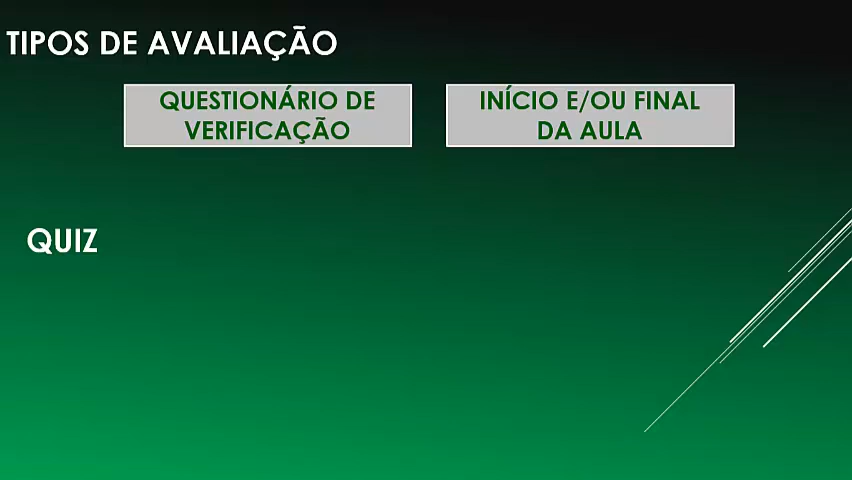 TIPOS DE AVALIAÇÃO
QUESTIONÁRIO DE
VERIFICAÇÃO
INÍCIO E/OU FINAL
DA AULA
QUIZ